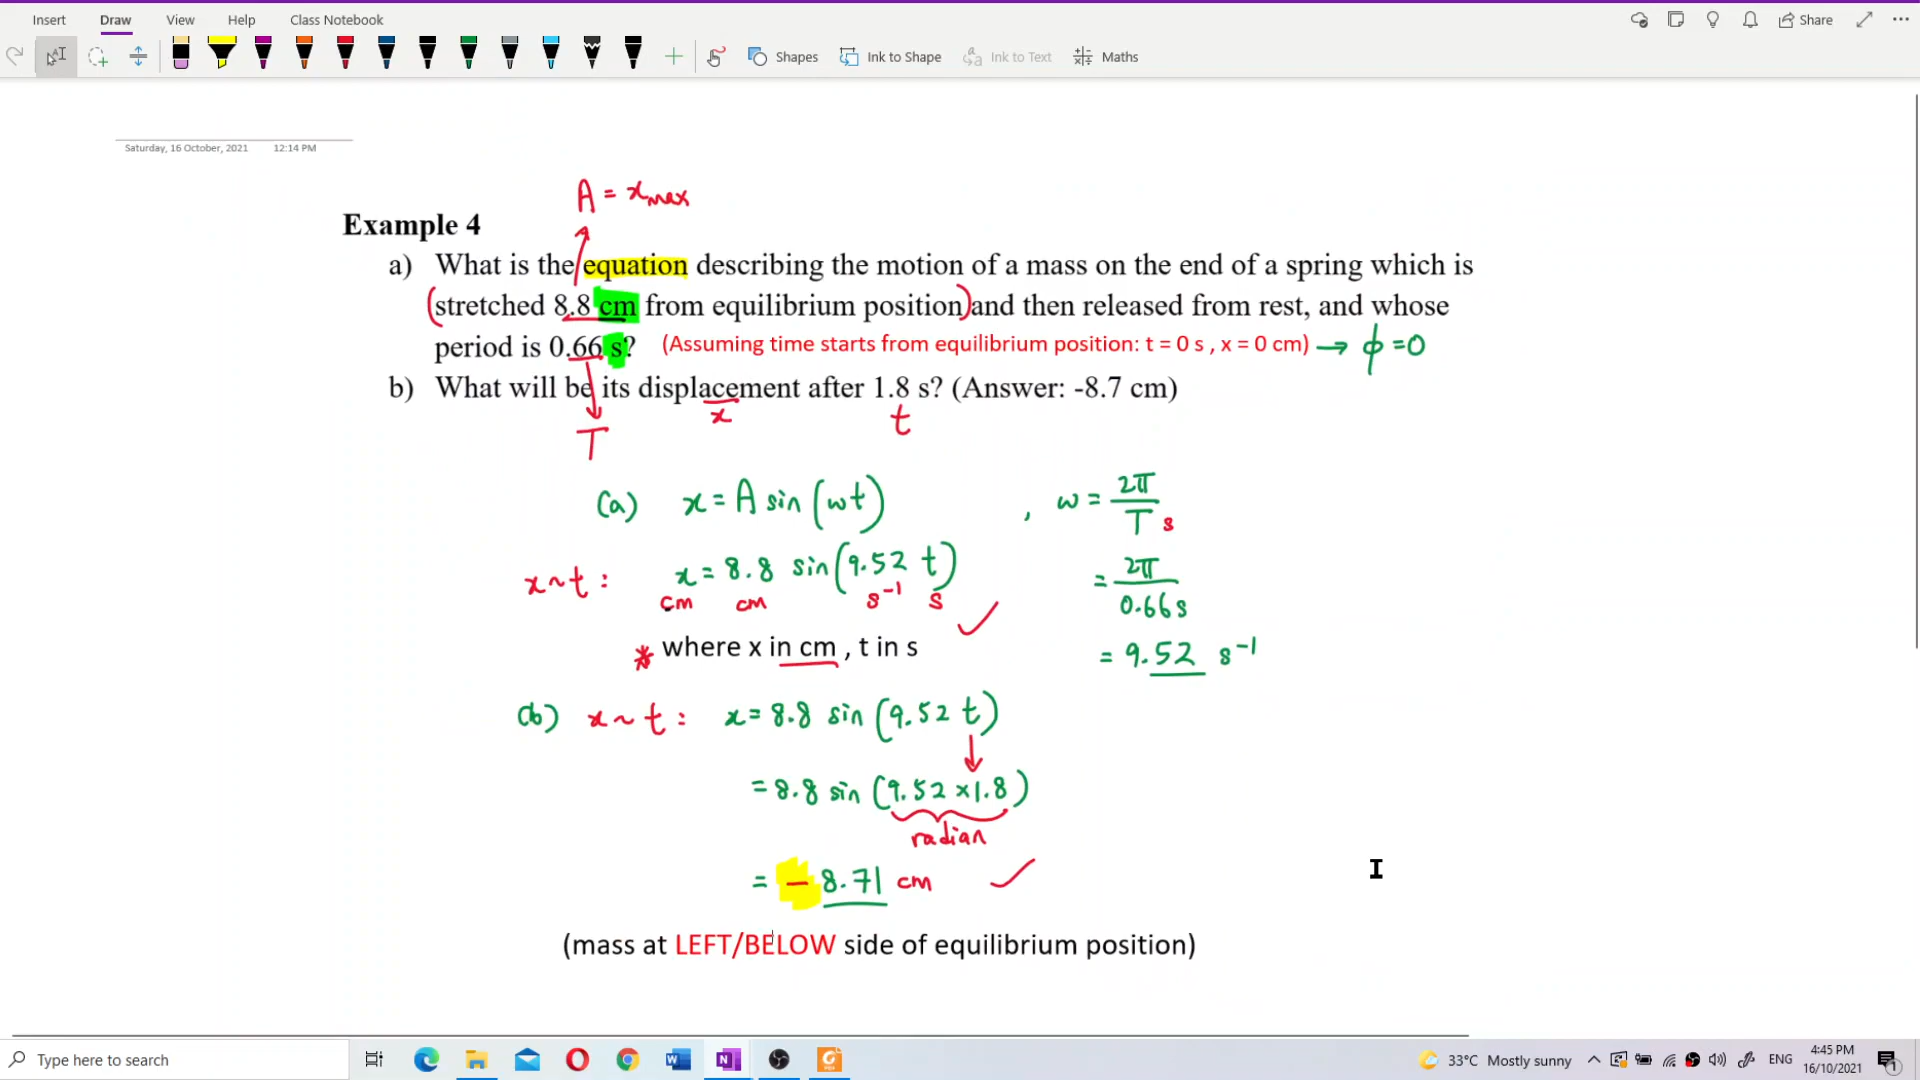 Insert Draw View Help Class Notebook
Share
Shapes Ink to Shape Ink to Text Maths
Saturday, 16 October, 2021 12:14 PM
A = xmax
Example 4
a) What is the equation describing the motion of a mass on the end of a spring which is
(stretched 8.8 cm from equilibrium position) and then released from rest, and whose
period is 0.66 s? (Assuming time starts from equilibrium position: t = 0 s , x = 0 cm) → ϕ = 0
b) What will be its displacement after 1.8 s? (Answer: -8.7 cm)
T x t
(a) x = A sin (ωt) , ω = 2π/T s
x ~ t : x = 8.8 sin (9.52 t) = 2π/0.66s
cm cm s⁻¹ s
* where x in cm , t in s = 9.52 s⁻¹
(b) x ~ t : x = 8.8 sin (9.52 t)
= 8.8 sin (9.52 × 1.8)
radian
= - 8.71 cm
(mass at LEFT/BELOW side of equilibrium position)
Type here to search
33°C Mostly sunny ENG 4:45 PM
16/10/2021